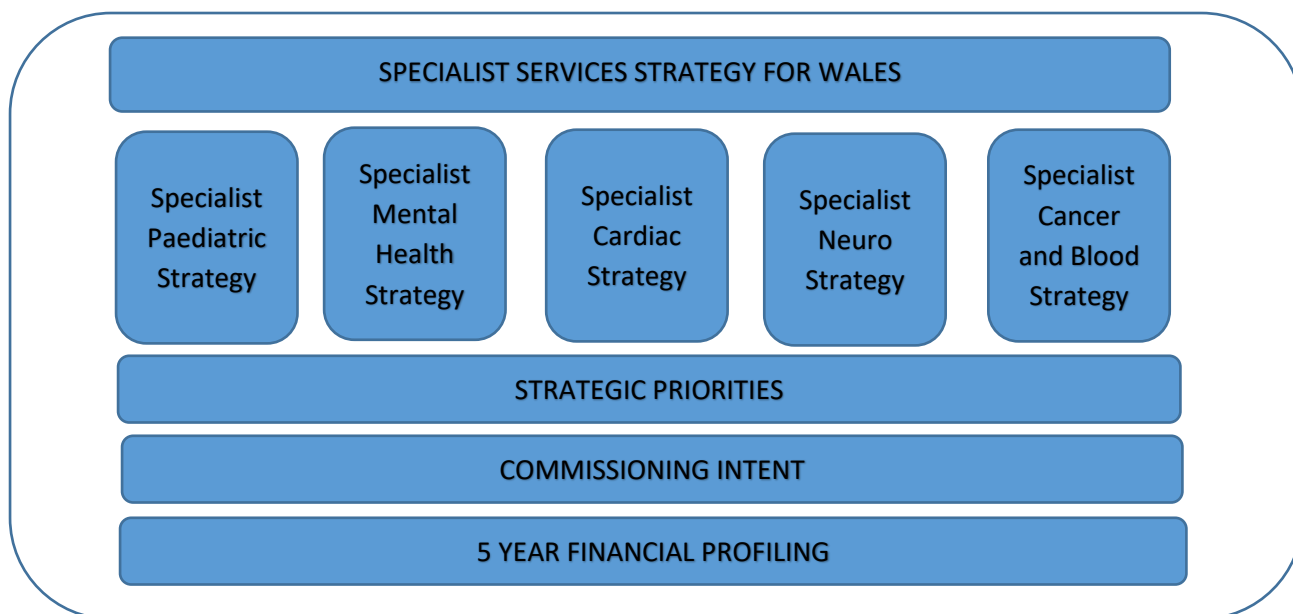 SPECIALIST SERVICES STRATEGY FOR WALES
Specialist
Paediatric
Strategy
Specialist
Mental
Health
Strategy
Specialist
Cardiac
Strategy
Specialist
Neuro
Strategy
Specialist
Cancer
and Blood
Strategy
STRATEGIC PRIORITIES
COMMISSIONING INTENT
5 YEAR FINANCIAL PROFILING